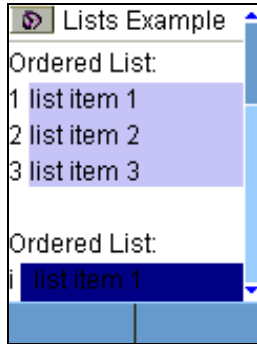 Lists Example
Ordered List:
1 list item 1
2 list item 2
3 list item 3
Ordered List:
i list item 1